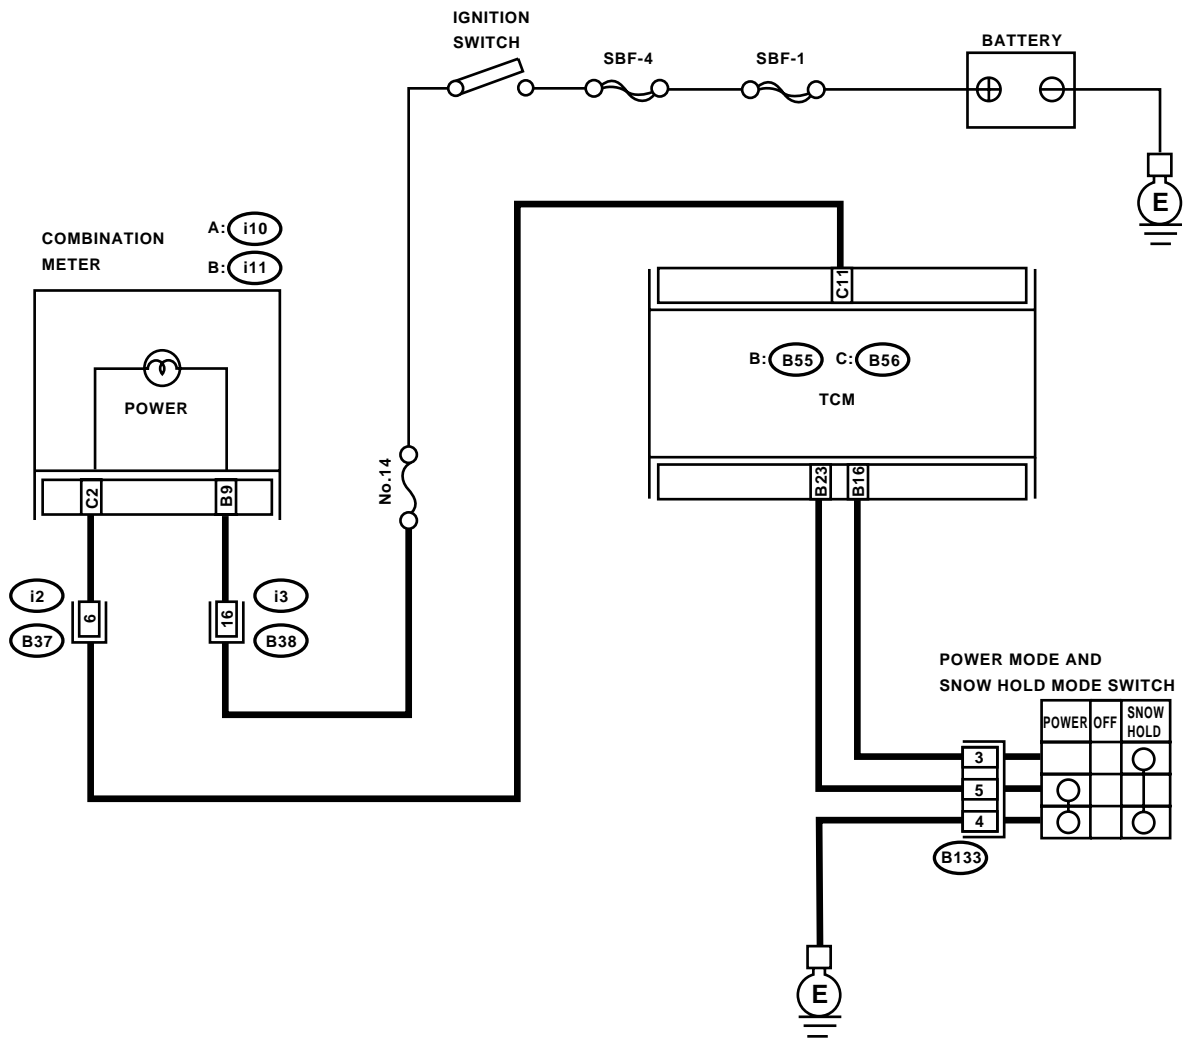 IGNITION
SWITCH
SBF-4
SBF-1
BATTERY
E
COMBINATION
METER
A: i10
B: i11
C11
B: B55 C: B56
TCM
POWER
No.14
C2
B9
B23
B16
i2
6
16
i3
B37
B38
POWER MODE AND
SNOW HOLD MODE SWITCH
POWER
OFF
SNOW
HOLD
3
5
4
B133
E